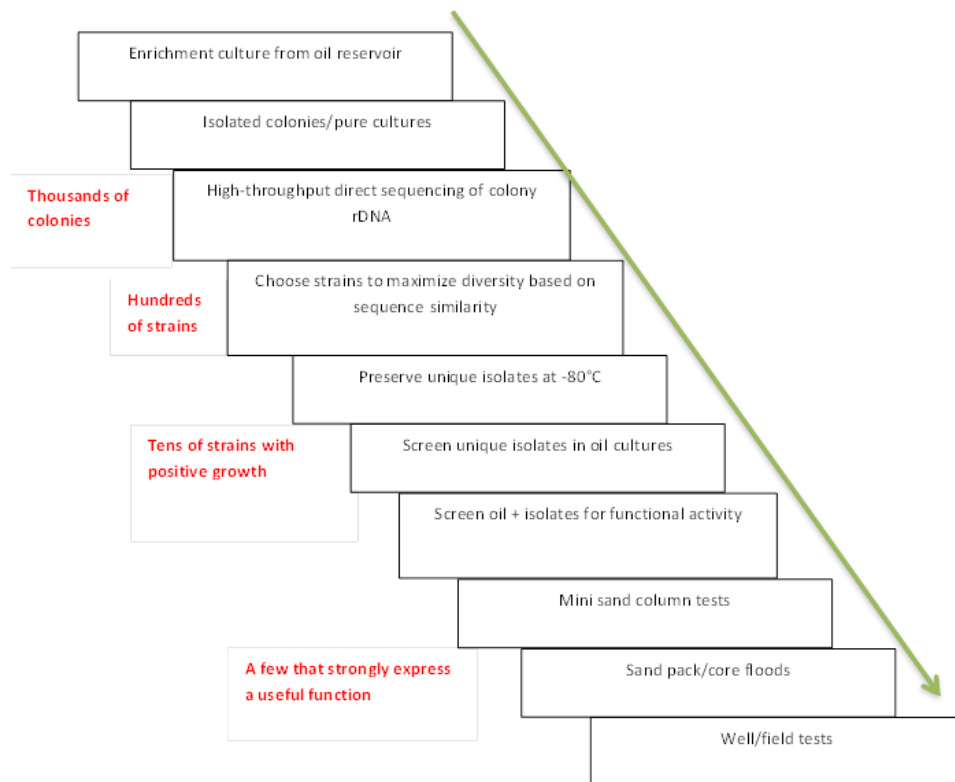 Enrichment culture from oil reservoir
Isolated colonies/pure cultures
Thousands of
colonies
High-throughput direct sequencing of colony
rDNA
Hundreds
of strains
Choose strains to maximize diversity based on
sequence similarity
Preserve unique isolates at -80°C
Tens of strains with
positive growth
Screen unique isolates in oil cultures
Screen oil + isolates for functional activity
Mini sand column tests
A few that strongly express
a useful function
Sand pack/core floods
Well/field tests